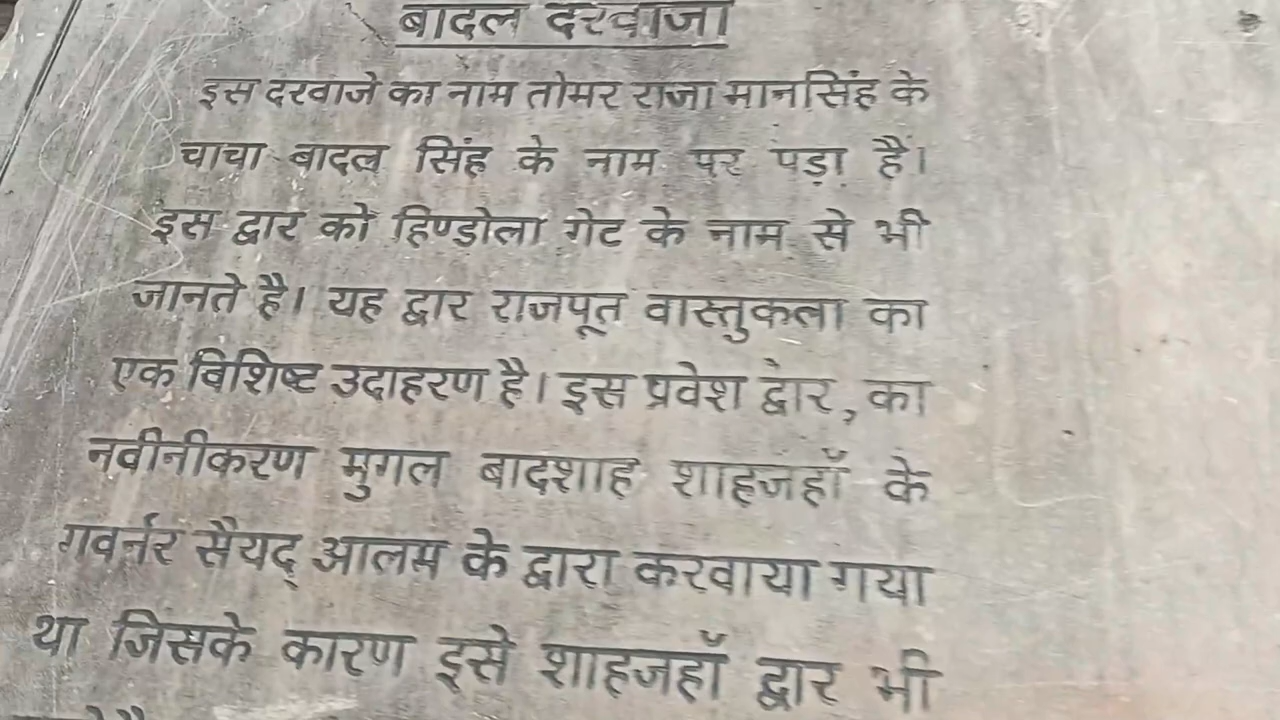 बादल दरवाजा
इस दरवाजे का नाम तोमर राजा मानसिंह के
चाचा बादल सिंह के नाम पर पड़ा है।
इस द्वार को हिण्डोला गेट के नाम से भी
जानते है। यह द्वार राजपूत वास्तुकला का
एक विशिष्ट उदाहरण है। इस प्रवेश द्वार, का
नवीनीकरण मुगल बादशाह शाहजहाँ के
गवर्नर सैयद् आलम के द्वारा करवाया गया
था जिसके कारण इसे शाहजहाँ द्वार भी